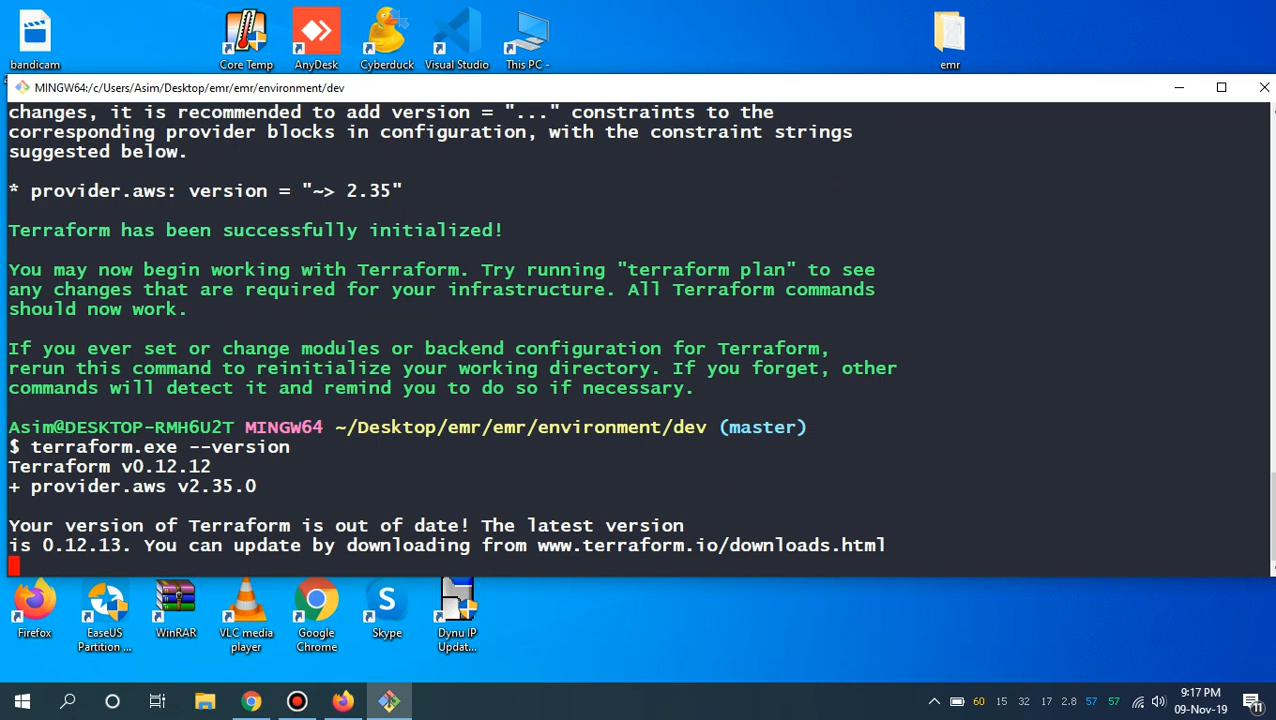 bandicam
Core Temp
AnyDesk
Cyberduck
Visual Studio
This PC -
emr
MINGW64:/c/Users/Asim/Desktop/emr/emr/environment/dev
changes, it is recommended to add version = "..." constraints to the
corresponding provider blocks in configuration, with the constraint strings
suggested below.
* provider.aws: version = "~> 2.35"
Terraform has been successfully initialized!
You may now begin working with Terraform. Try running "terraform plan" to see
any changes that are required for your infrastructure. All Terraform commands
should now work.
If you ever set or change modules or backend configuration for Terraform,
rerun this command to reinitialize your working directory. If you forget, other
commands will detect it and remind you to do so if necessary.
Asim@DESKTOP-RMH6U2T MINGW64 ~/Desktop/emr/emr/environment/dev (master)
$ terraform.exe --version
Terraform v0.12.12
+ provider.aws v2.35.0
Your version of Terraform is out of date! The latest version
is 0.12.13. You can update by downloading from www.terraform.io/downloads.html
Firefox
EaseUS
Partition ...
WinRAR
VLC media
player
Google
Chrome
Skype
Dynu IP
Updat...
60 15 32 17 2.8 57 57
9:17 PM
09-Nov-19
11